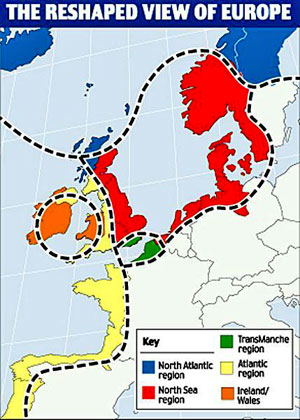 THE RESHAPED VIEW OF EUROPE
Key
North Atlantic
region
North Sea
region
TransManche
region
Atlantic
region
Ireland/
Wales